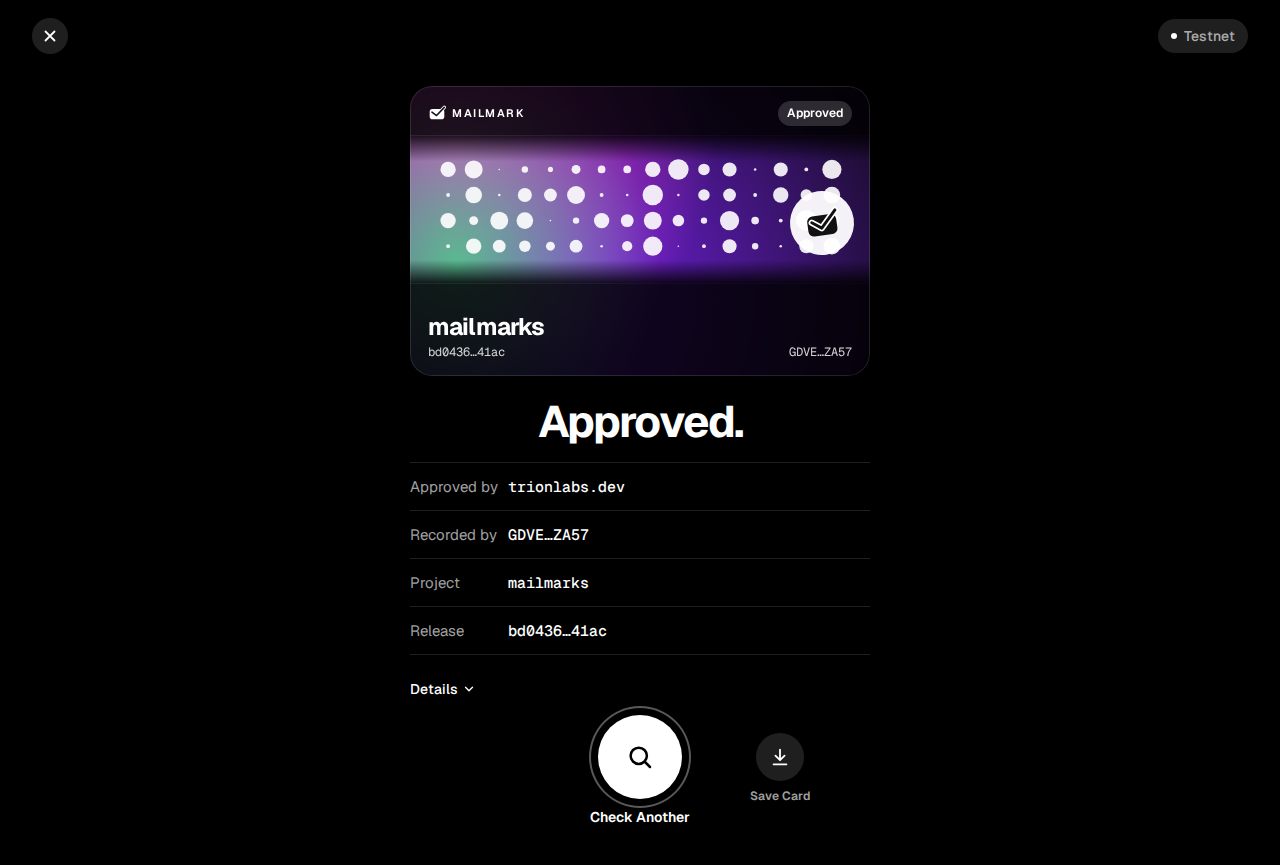 Testnet
MAILMARK
Approved
mailmarks
bd0436…41ac
GDVE…ZA57
Approved.
Approved by trionlabs.dev
Recorded by GDVE…ZA57
Project mailmarks
Release bd0436…41ac
Details
Check Another
Save Card